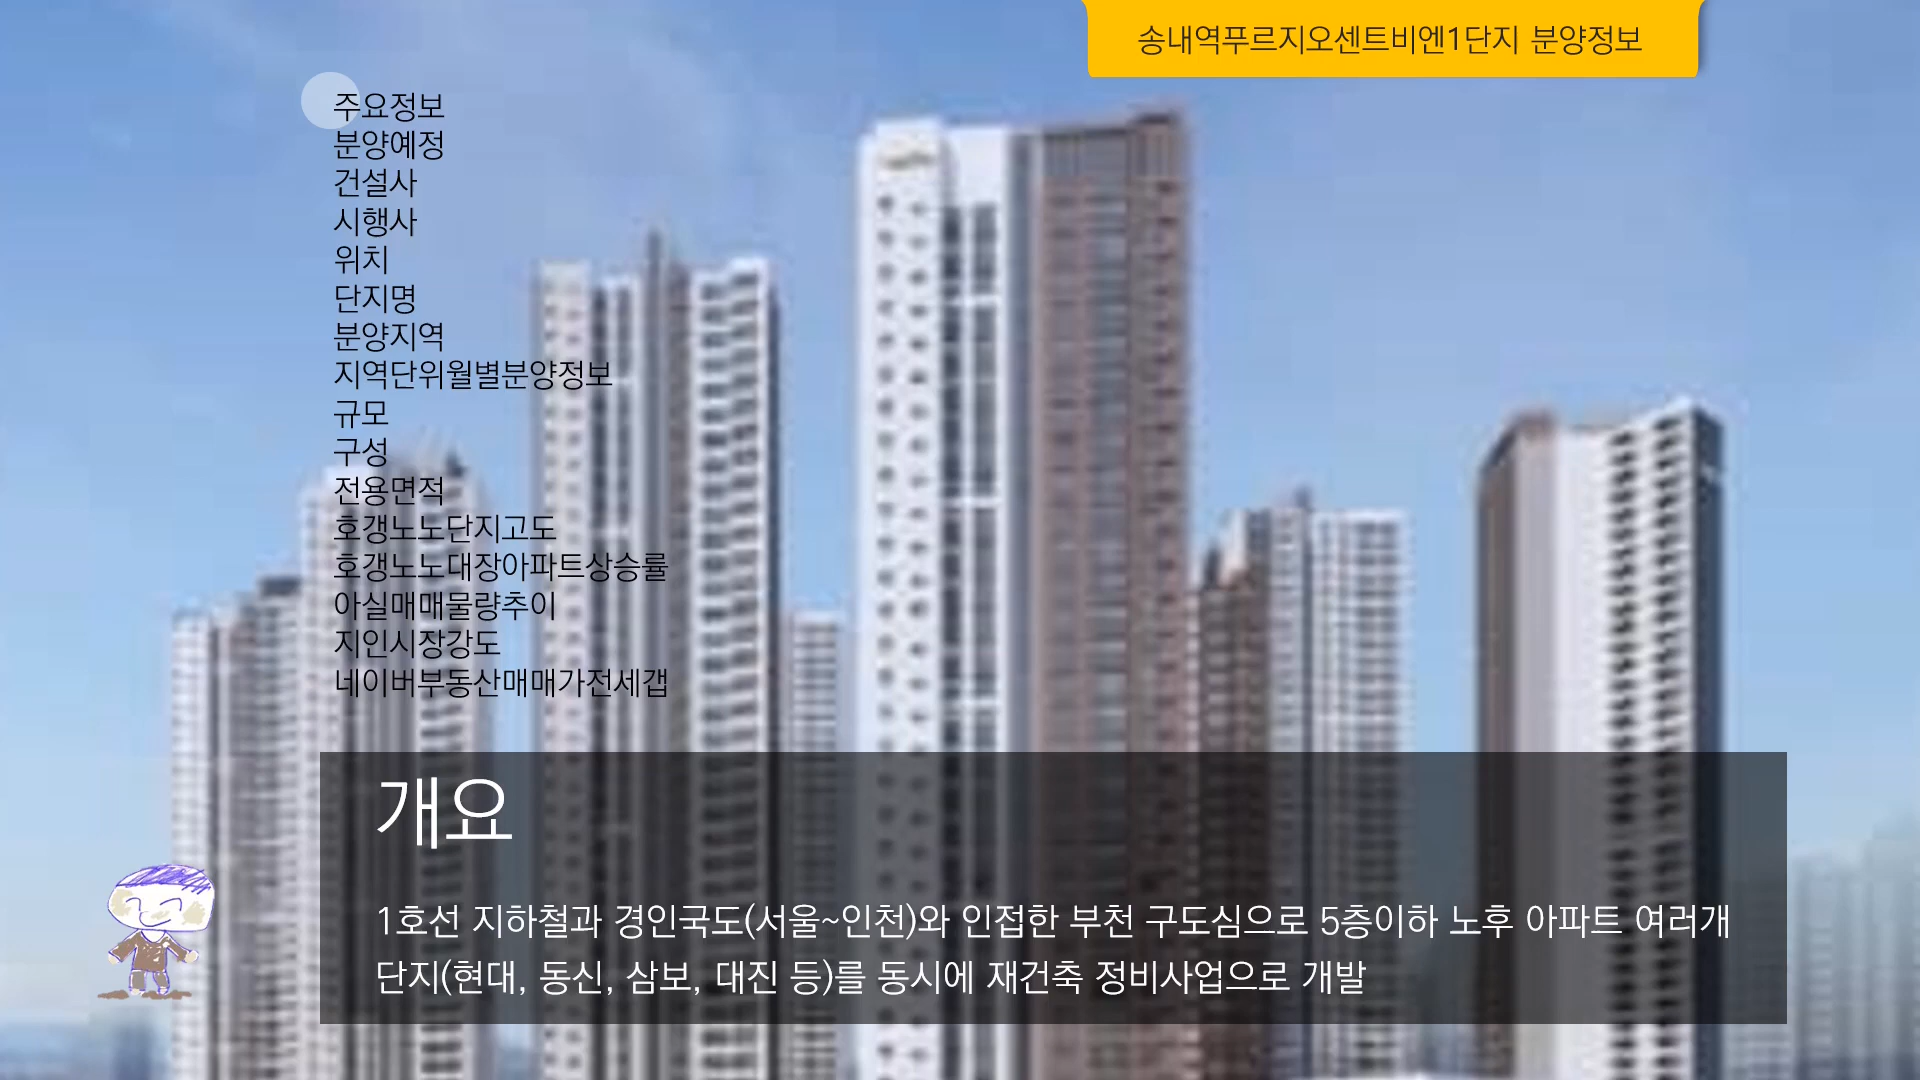 송내역푸르지오센트비엔1단지 분양정보
주요정보
분양예정
건설사
시행사
위치
단지명
분양지역
지역단위월별분양정보
규모
구성
전용면적
호갱노노단지고도
호갱노노대장아파트상승률
아실매매물량추이
지인시장강도
네이버부동산매매가전세갭
개요
1호선 지하철과 경인국도(서울~인천)와 인접한 부천 구도심으로 5층이하 노후 아파트 여러개
단지(현대, 동신, 삼보, 대진 등)를 동시에 재건축 정비사업으로 개발